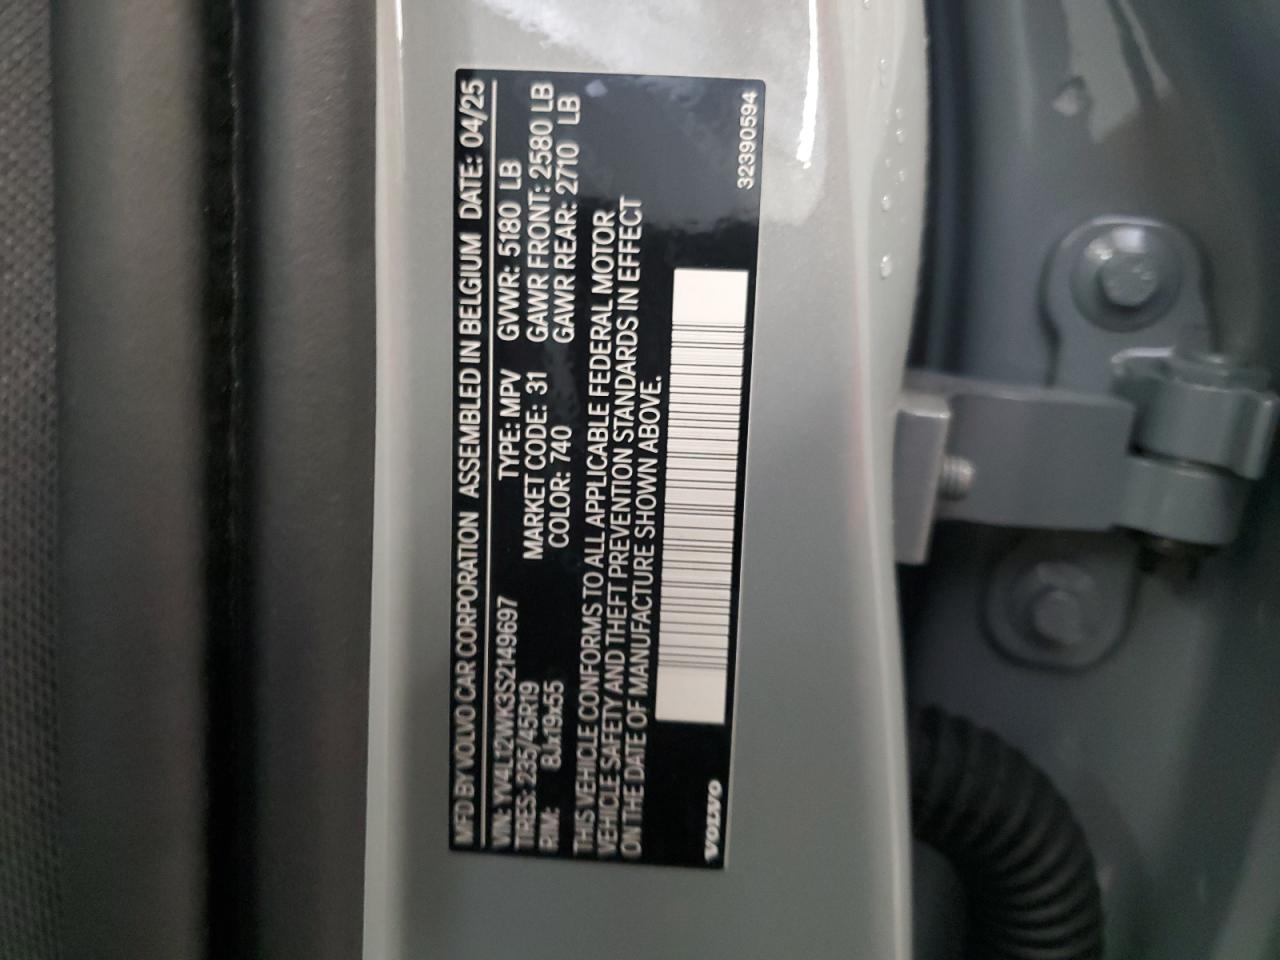 MFD BY VOLVO CAR CORPORATION ASSEMBLED IN BELGIUM DATE: 04/25
VIN: YV4L12WK3S2149697 TYPE: MPV GVWR: 5180 LB
TIRES: 235/45R19 MARKET CODE: 31 GAWR FRONT: 2580 LB
RIM: 8Jx19x55 COLOR: 740 GAWR REAR: 2710 LB
THIS VEHICLE CONFORMS TO ALL APPLICABLE FEDERAL MOTOR
VEHICLE SAFETY AND THEFT PREVENTION STANDARDS IN EFFECT
ON THE DATE OF MANUFACTURE SHOWN ABOVE.
VOLVO 32390594